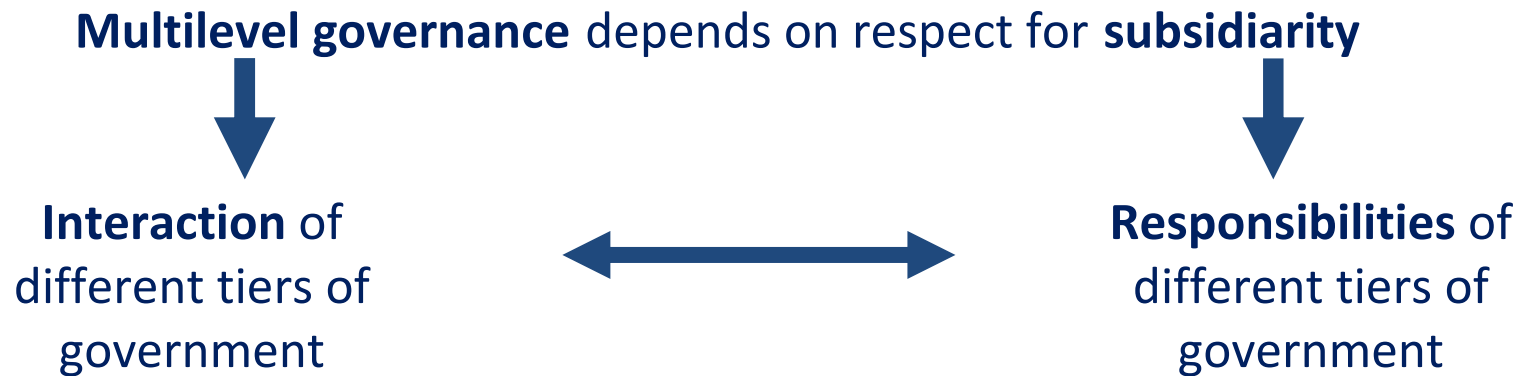 Multilevel governance depends on respect for subsidiarity
Interaction of
different tiers of
government
Responsibilities of
different tiers of
government